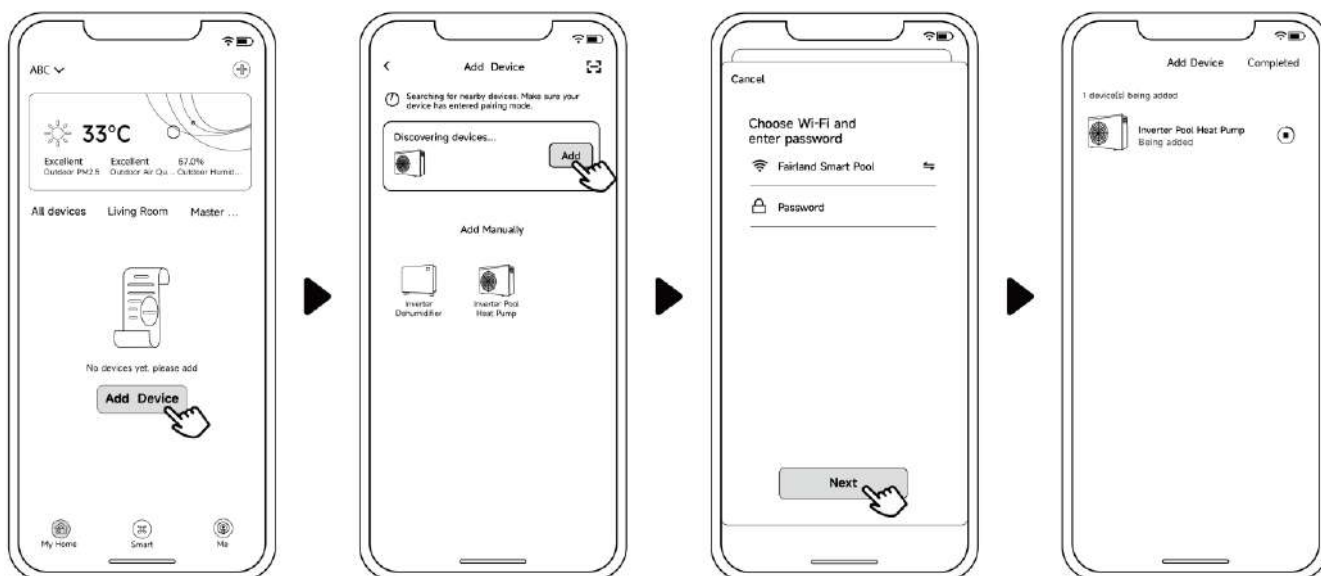 ABC
33°C
Excellent Excellent 67.0%
Outdoor PM2.5 Outdoor Air Qu... Outdoor Humid...
All devices Living Room Master ...
No devices yet, please add
Add Device
My Home Smart Me
Add Device
Searching for nearby devices. Make sure your
device has entered pairing mode.
Discovering devices...
Add
Add Manually
Inverter
Dehumidifier
Inverter Pool
Heat Pump
Cancel
Choose Wi-Fi and
enter password
Fairland Smart Pool
Password
Next
Add Device Completed
1 device(s) being added
Inverter Pool Heat Pump
Being added